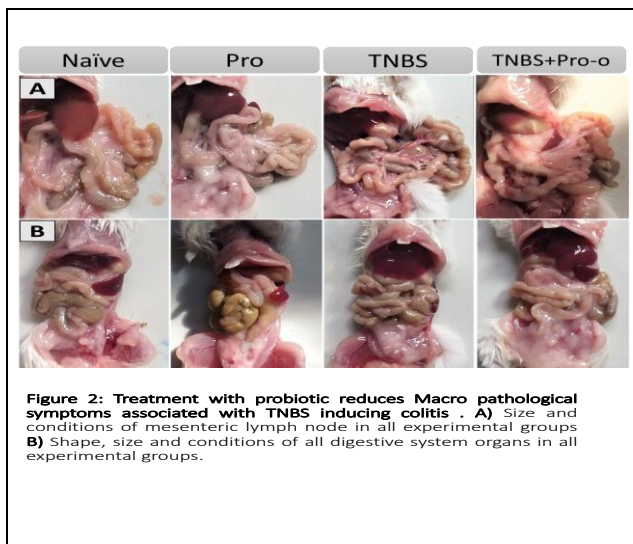 Naïve Pro TNBS TNBS+Pro-o
A
B
Figure 2: Treatment with probiotic reduces Macro pathological
symptoms associated with TNBS inducing colitis . A) Size and
conditions of mesenteric lymph node in all experimental groups
B) Shape, size and conditions of all digestive system organs in all
experimental groups.